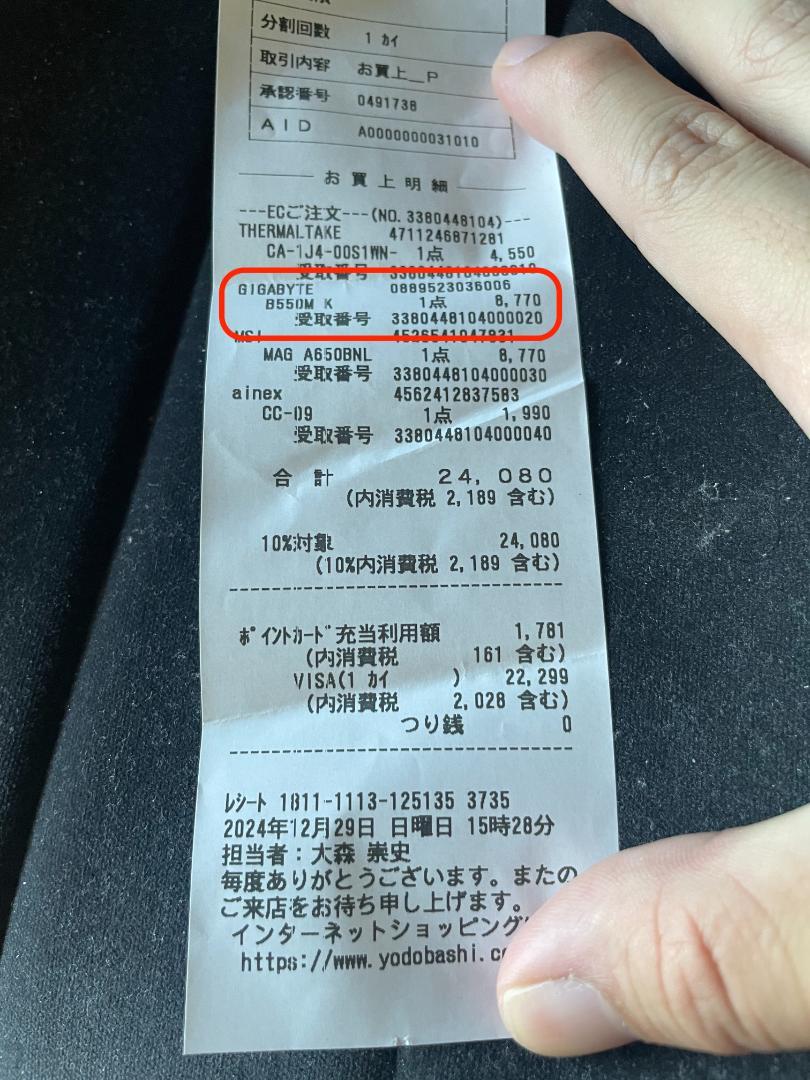 分割回数 1 カイ
取引内容 お買上__P
承認番号 0491738
AID A0000000031010
お買上明細
---ECご注文---(NO. 3380448104)---
THERMALTAKE 4711246871281
CA-1J4-00S1WN- 1点 4,550
受取番号 3380448104000010
GIGABYTE 0889523036006
B550M K 1点 8,770
受取番号 3380448104000020
MSI 4526541047831
MAG A650BNL 1点 8,770
受取番号 3380448104000030
ainex 4562412837583
CC-09 1点 1,990
受取番号 3380448104000040
合計 24,080
(内消費税 2,189 含む)
10%対象 24,080
(10%内消費税 2,189 含む)
ポイントカード充当利用額 1,781
(内消費税 161 含む)
VISA(1 カイ ) 22,299
(内消費税 2,028 含む)
つり銭 0
レシート 1811-1113-125135 3735
2024年12月29日 日曜日 15時28分
担当者:大森 崇史
毎度ありがとうございます。またの
ご来店をお待ち申し上げます。
インターネットショッピング
https://www.yodobashi.c